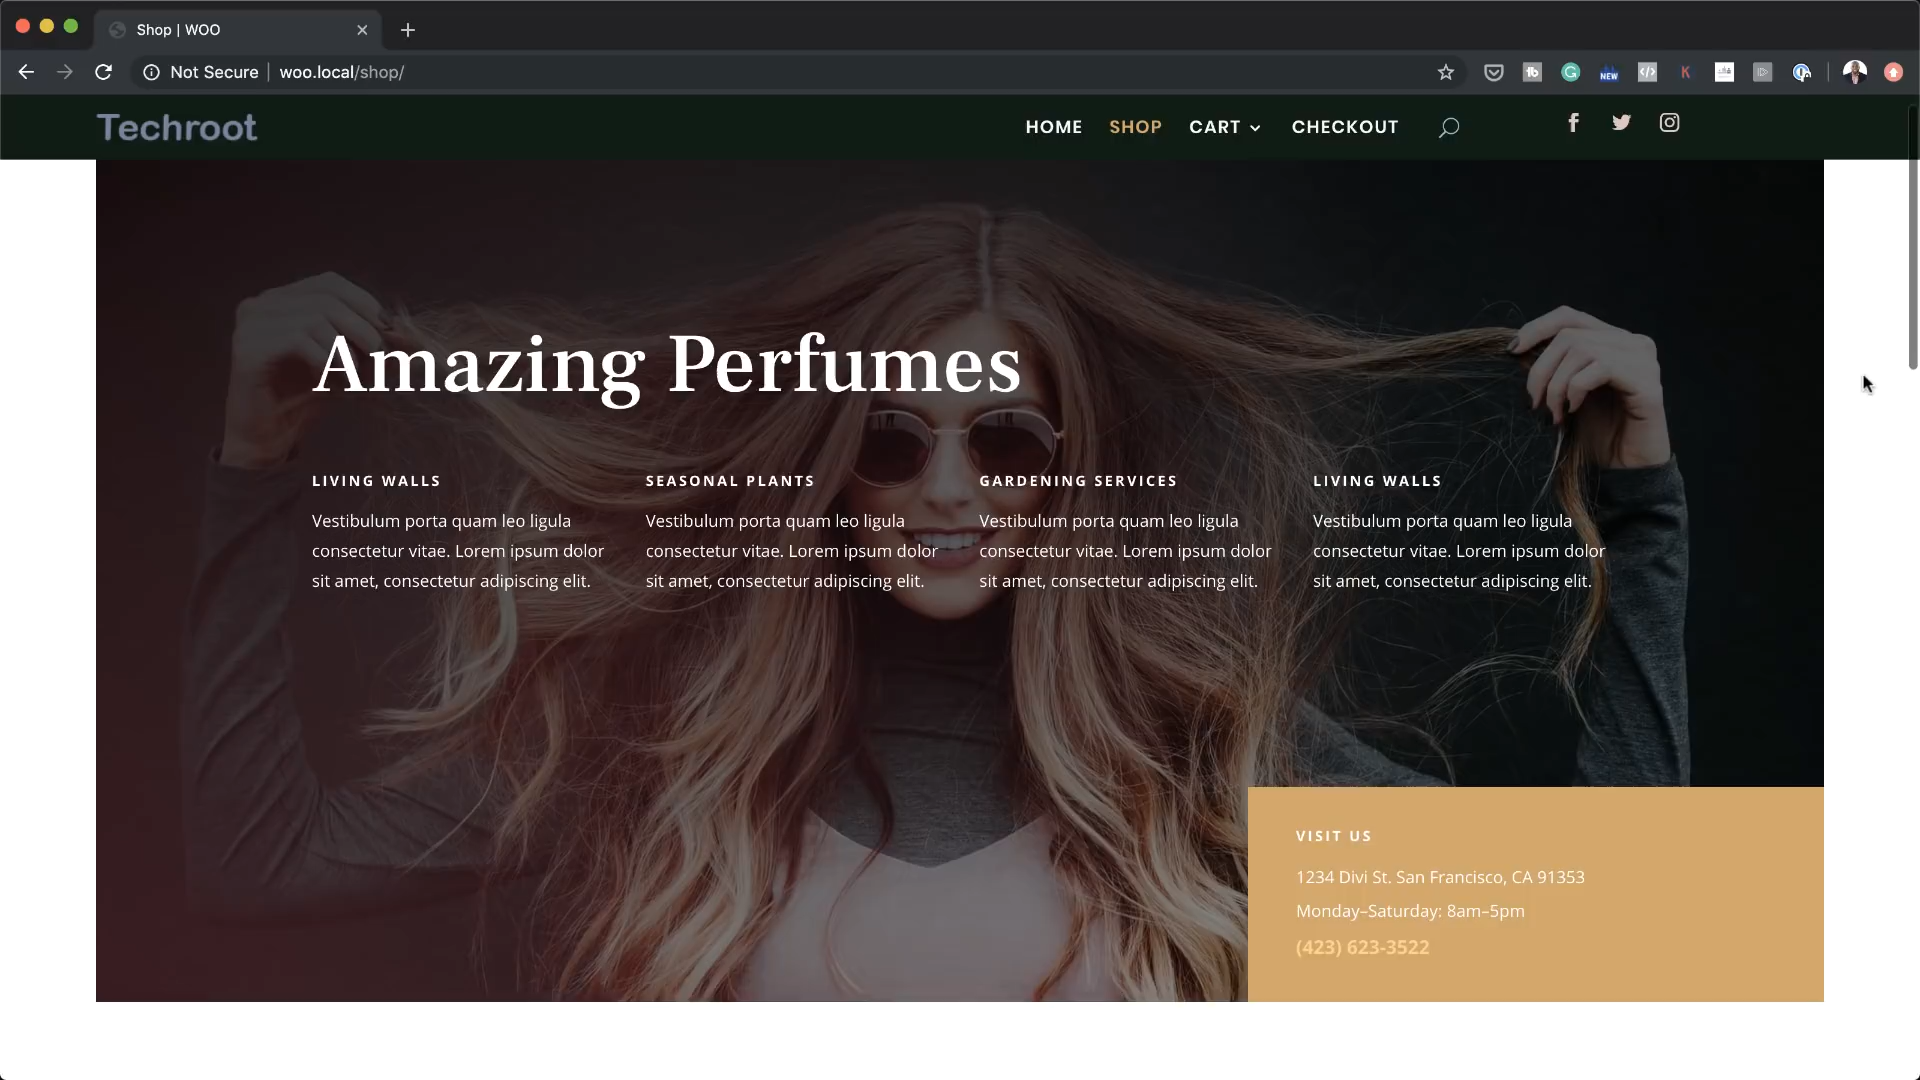 Shop | WOO
Not Secure | woo.local/shop/
NEW
Techroot
HOME SHOP CART CHECKOUT
Amazing Perfumes
LIVING WALLS
Vestibulum porta quam leo ligula
consectetur vitae. Lorem ipsum dolor
sit amet, consectetur adipiscing elit.
SEASONAL PLANTS
Vestibulum porta quam leo ligula
consectetur vitae. Lorem ipsum dolor
sit amet, consectetur adipiscing elit.
GARDENING SERVICES
Vestibulum porta quam leo ligula
consectetur vitae. Lorem ipsum dolor
sit amet, consectetur adipiscing elit.
LIVING WALLS
Vestibulum porta quam leo ligula
consectetur vitae. Lorem ipsum dolor
sit amet, consectetur adipiscing elit.
VISIT US
1234 Divi St. San Francisco, CA 91353
Monday–Saturday: 8am–5pm
(423) 623-3522